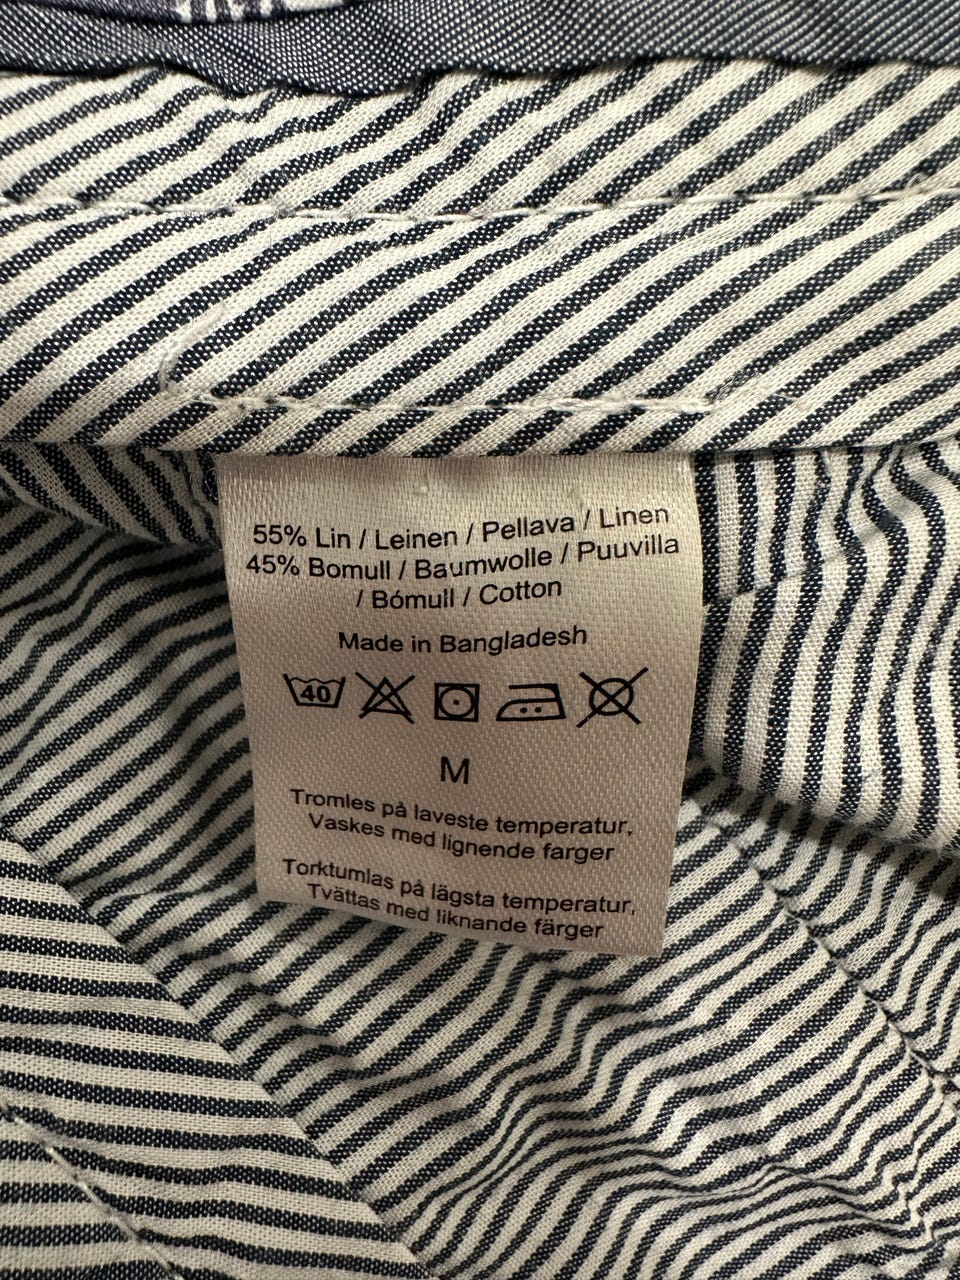 55% Lin / Leinen / Pellava / Linen
45% Bomull / Baumwolle / Puuvilla
/ Bómull / Cotton
Made in Bangladesh
40
M
Tromles på laveste temperatur,
Vaskes med lignende farger
Torktumlas på lägsta temperatur,
Tvättas med liknande färger